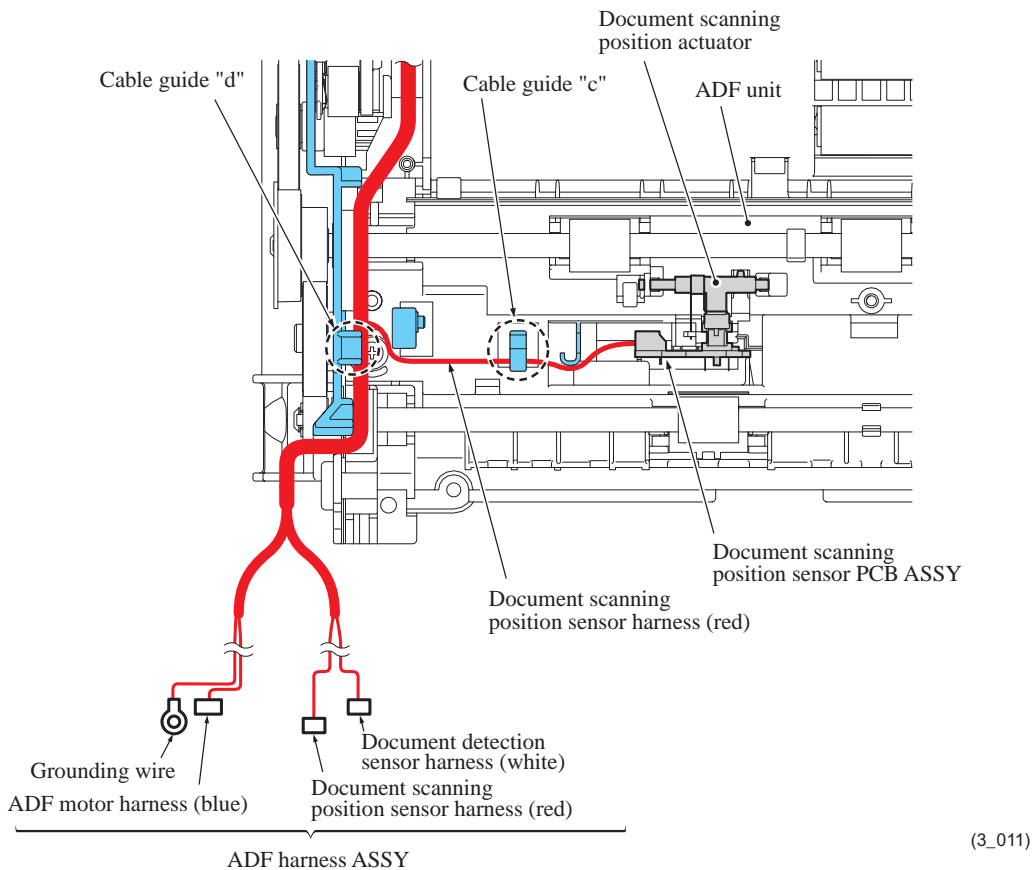 Document scanning
position actuator
Cable guide "d"
Cable guide "c"
ADF unit
Document scanning
position sensor PCB ASSY
Document scanning
position sensor harness (red)
Document detection
sensor harness (white)
Grounding wire
Document scanning
position sensor harness (red)
ADF motor harness (blue)
ADF harness ASSY
(3_011)